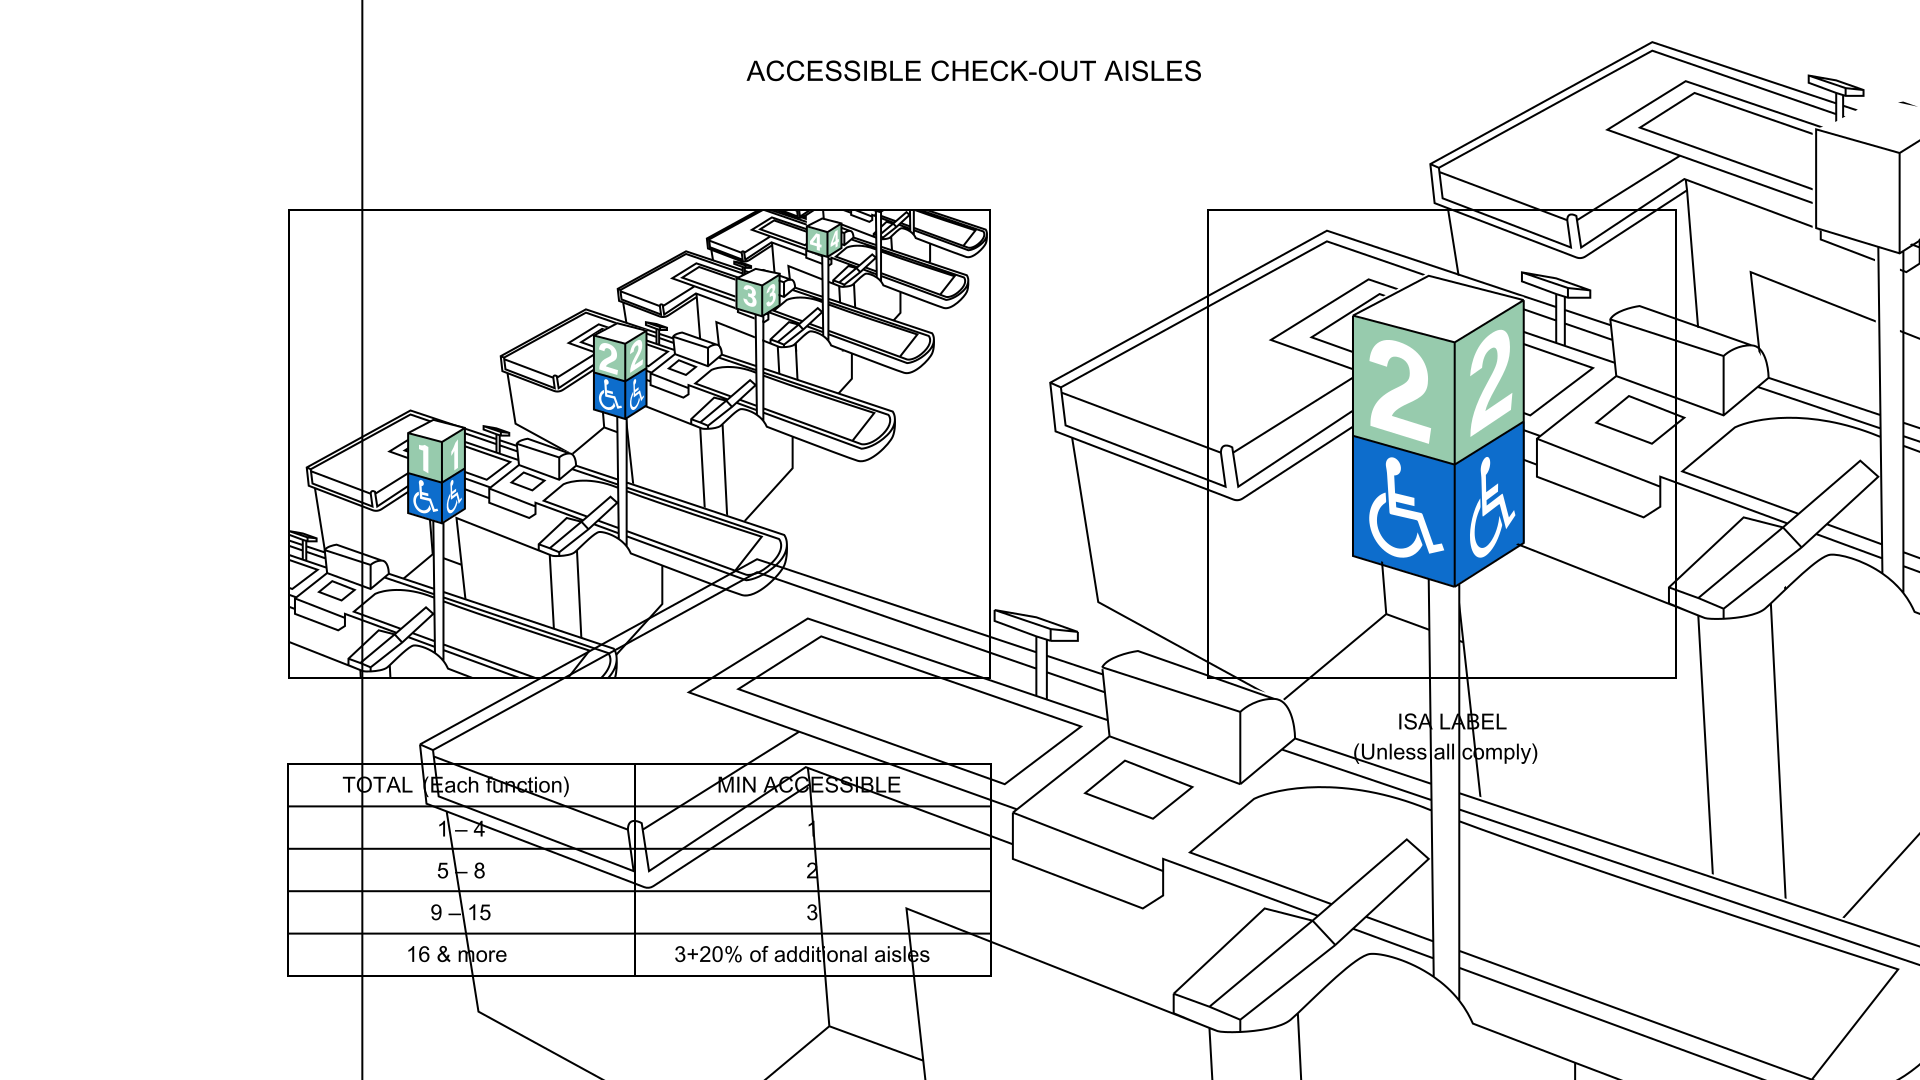 ACCESSIBLE CHECK-OUT AISLES
4 4
3 3
2 2
1 1
2 2
ISA LABEL
(Unless all comply)
TOTAL (Each function) MIN ACCESSIBLE
1 – 4 1
5 – 8 2
9 – 15 3
16 & more 3+20% of additional aisles